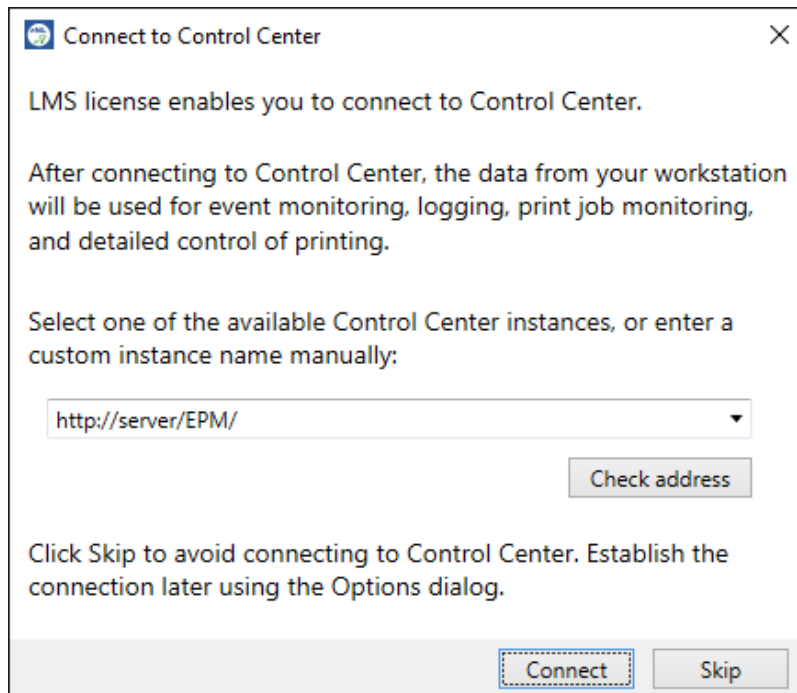 Connect to Control Center
LMS license enables you to connect to Control Center.
After connecting to Control Center, the data from your workstation
will be used for event monitoring, logging, print job monitoring,
and detailed control of printing.
Select one of the available Control Center instances, or enter a
custom instance name manually:
http://server/EPM/
Check address
Click Skip to avoid connecting to Control Center. Establish the
connection later using the Options dialog.
Connect
Skip